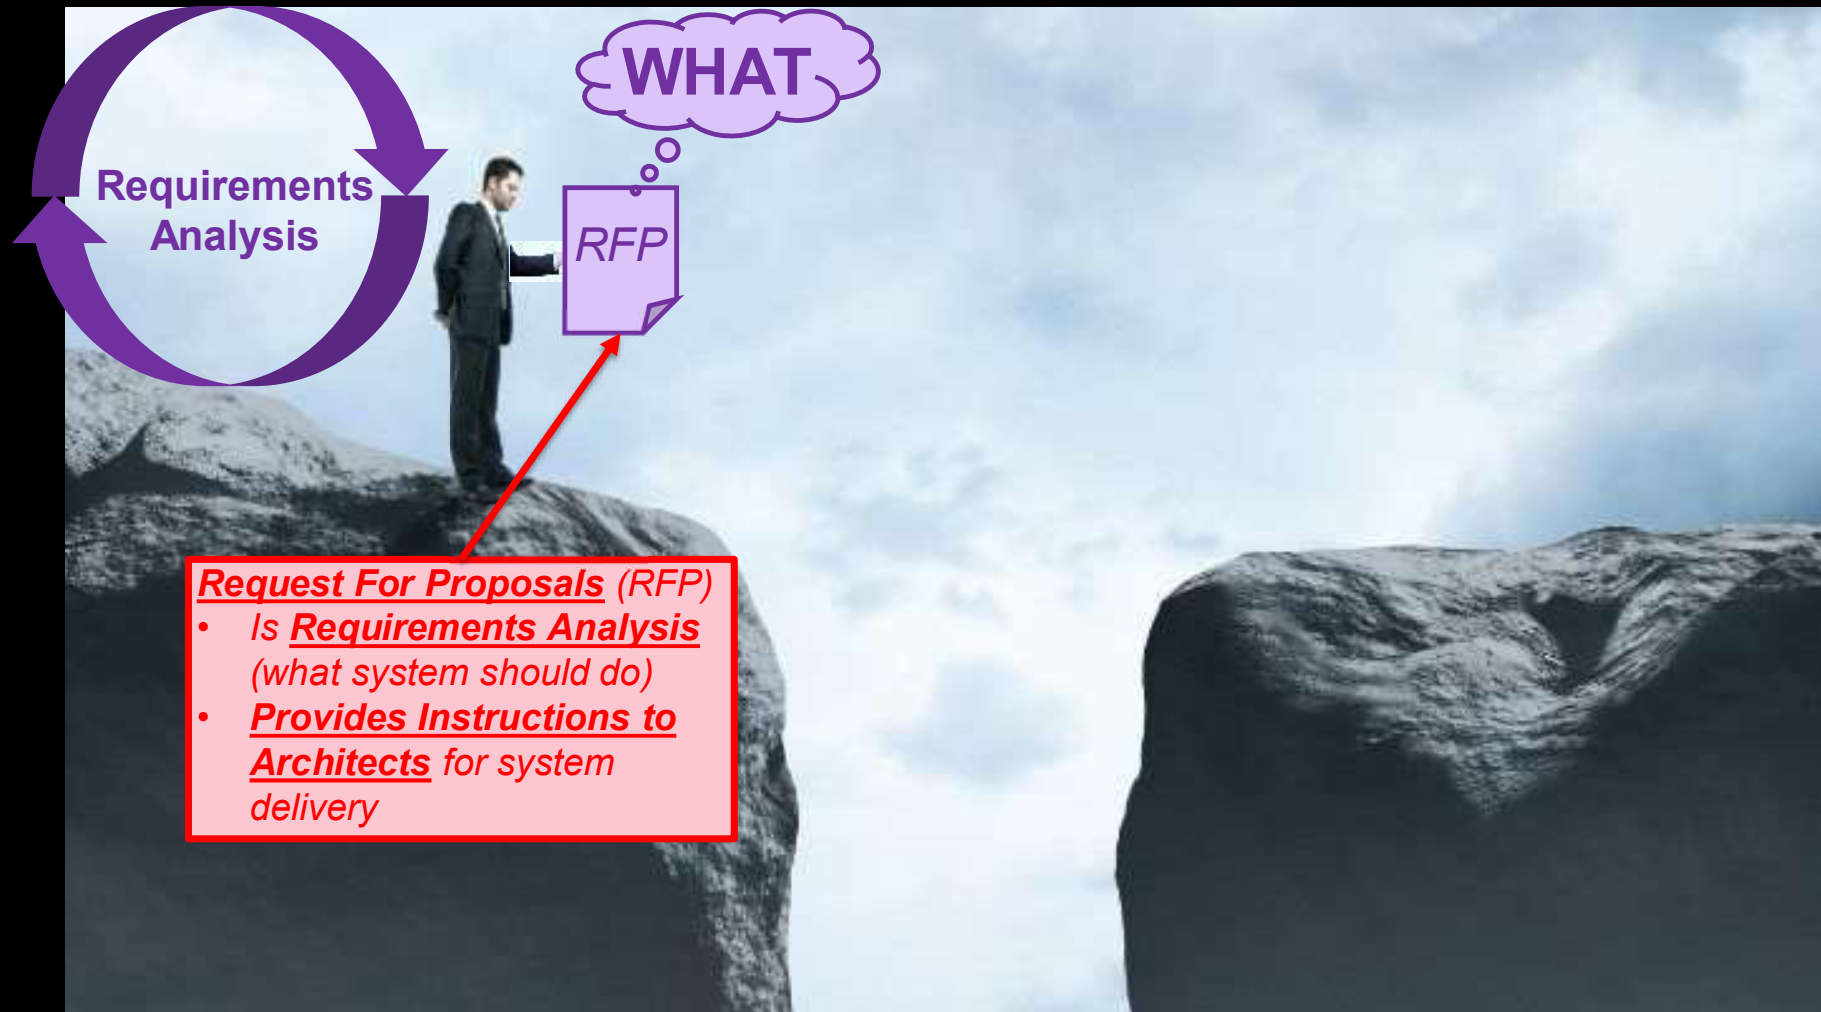 WHAT
Requirements
Analysis
RFP
Request For Proposals (RFP)
• Is Requirements Analysis
(what system should do)
• Provides Instructions to
Architects for system
delivery